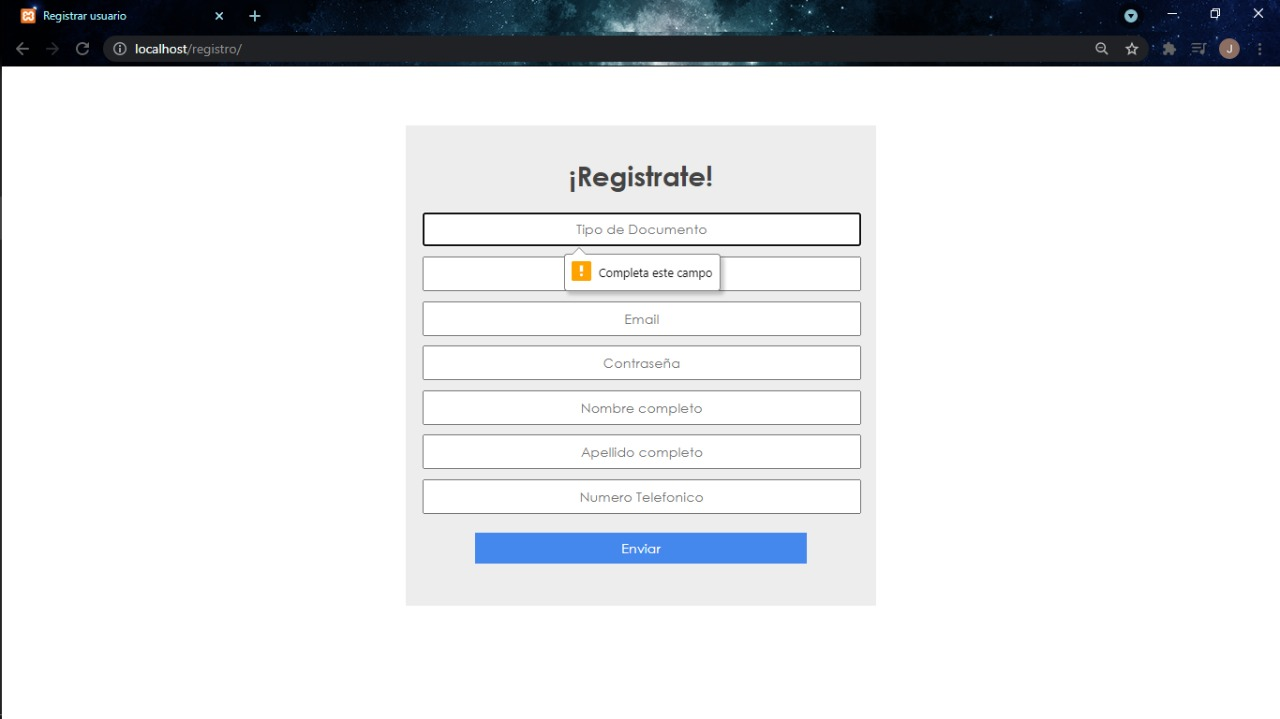 Registrar usuario
localhost/registro/
J
¡Registrate!
Tipo de Documento
Completa este campo
Email
Contraseña
Nombre completo
Apellido completo
Numero Telefonico
Enviar